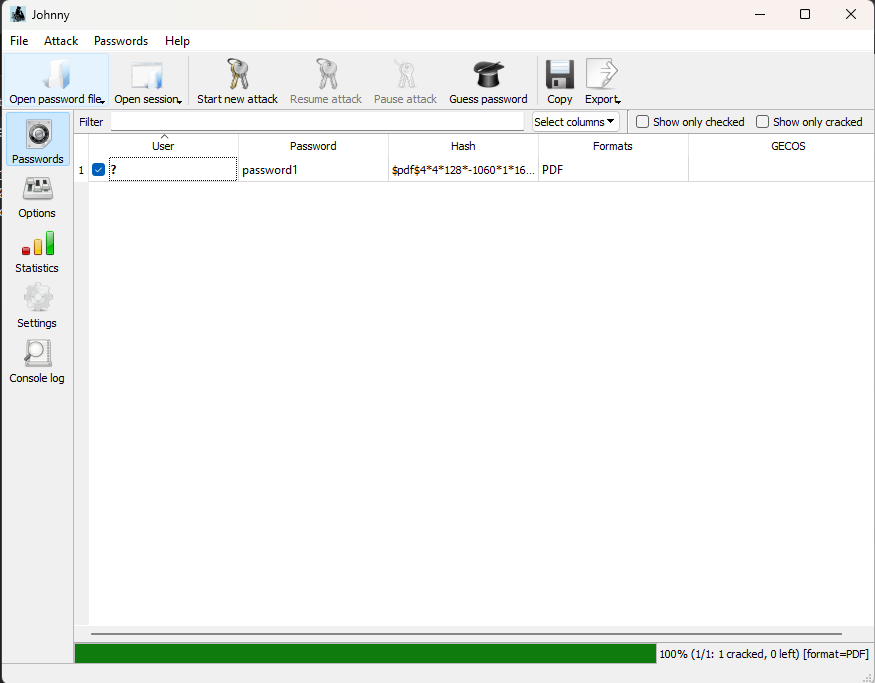 Johnny
File Attack Passwords Help
Open password file Open session Start new attack Resume attack Pause attack Guess password Copy Export
Passwords
Options
Statistics
Settings
Console log
Filter Select columns Show only checked Show only cracked
User Password Hash Formats GECOS
1 ? password1 $pdf$4*4*128*-1060*1*16... PDF
100% (1/1: 1 cracked, 0 left) [format=PDF]